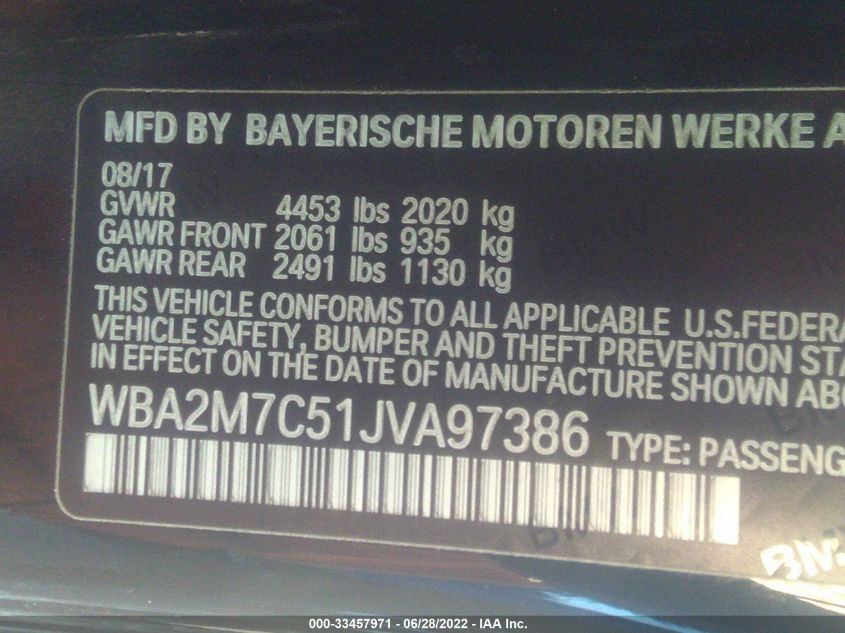 MFD BY BAYERISCHE MOTOREN WERKE A
08/17
GVWR 4453 lbs 2020 kg
GAWR FRONT 2061 lbs 935 kg
GAWR REAR 2491 lbs 1130 kg
THIS VEHICLE CONFORMS TO ALL APPLICABLE U.S.FEDERA
VEHICLE SAFETY, BUMPER AND THEFT PREVENTION STA
IN EFFECT ON THE DATE OF MANUFACTURE SHOWN ABO
WBA2M7C51JVA97386 TYPE: PASSENG
000-33457971 - 06/28/2022 - IAA Inc.